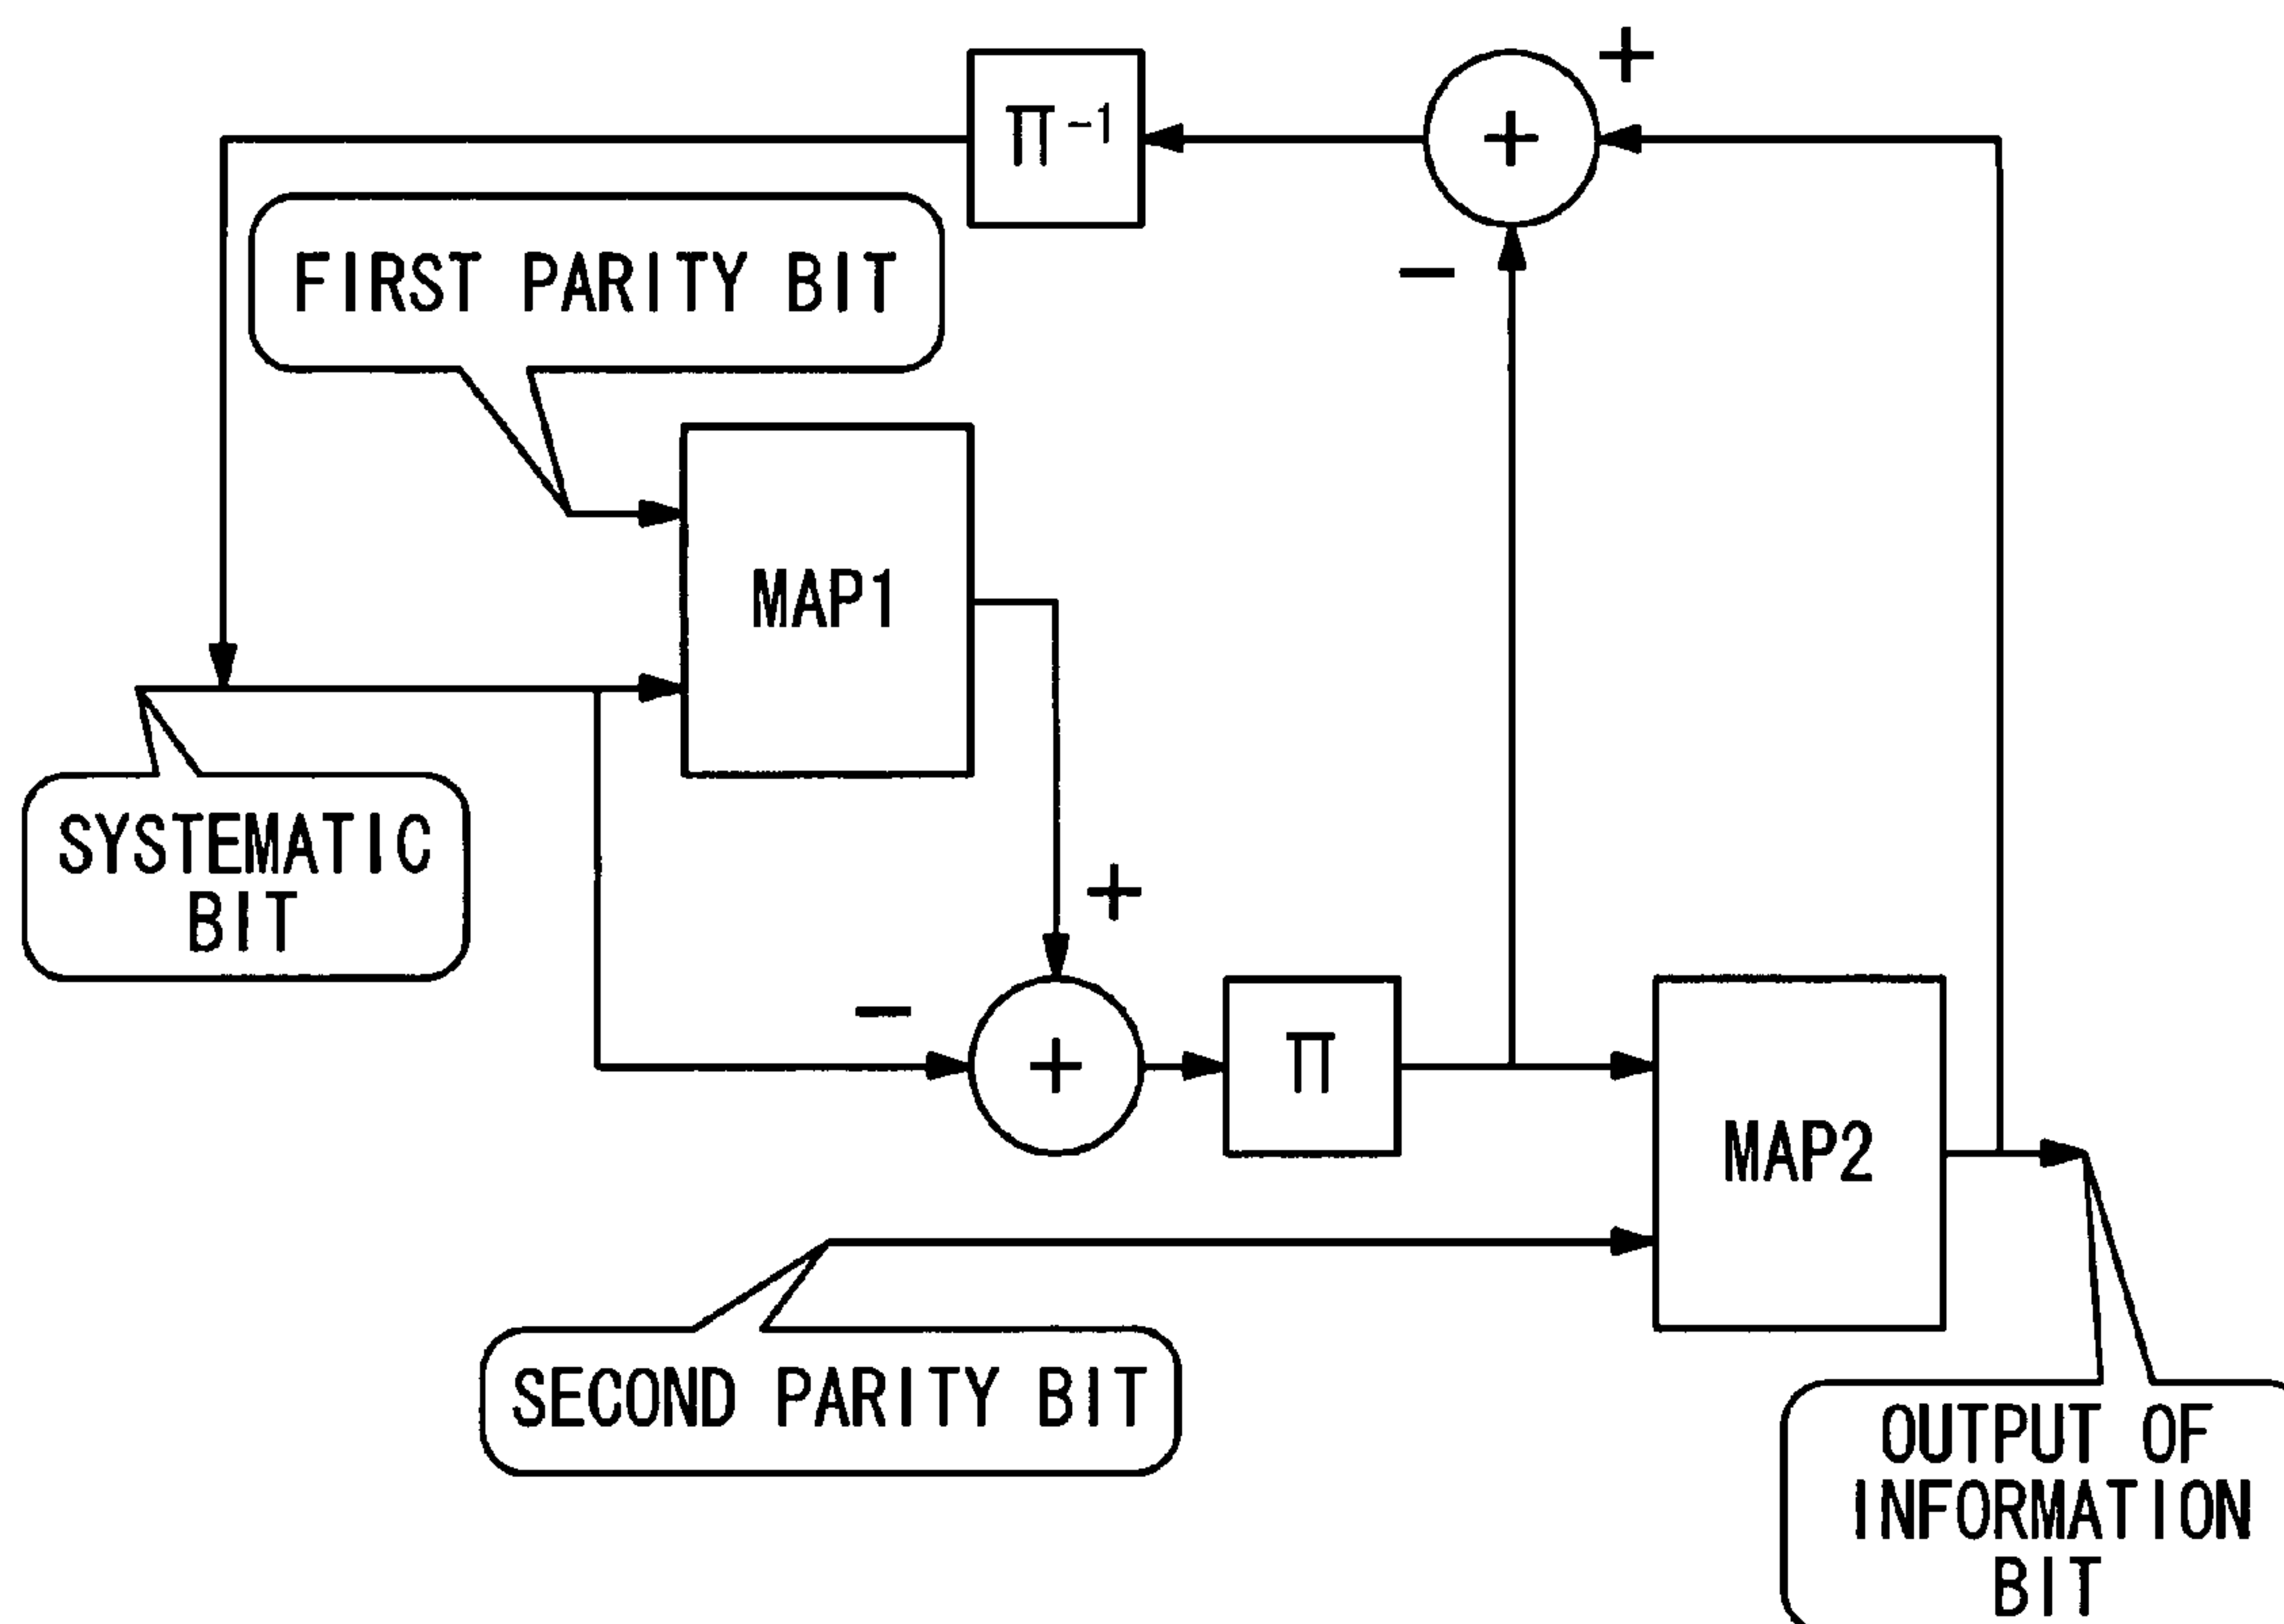 +
Π⁻¹
+
FIRST PARITY BIT
−
MAP1
SYSTEMATIC
BIT
+
−
+
Π
MAP2
SECOND PARITY BIT
OUTPUT OF
INFORMATION
BIT